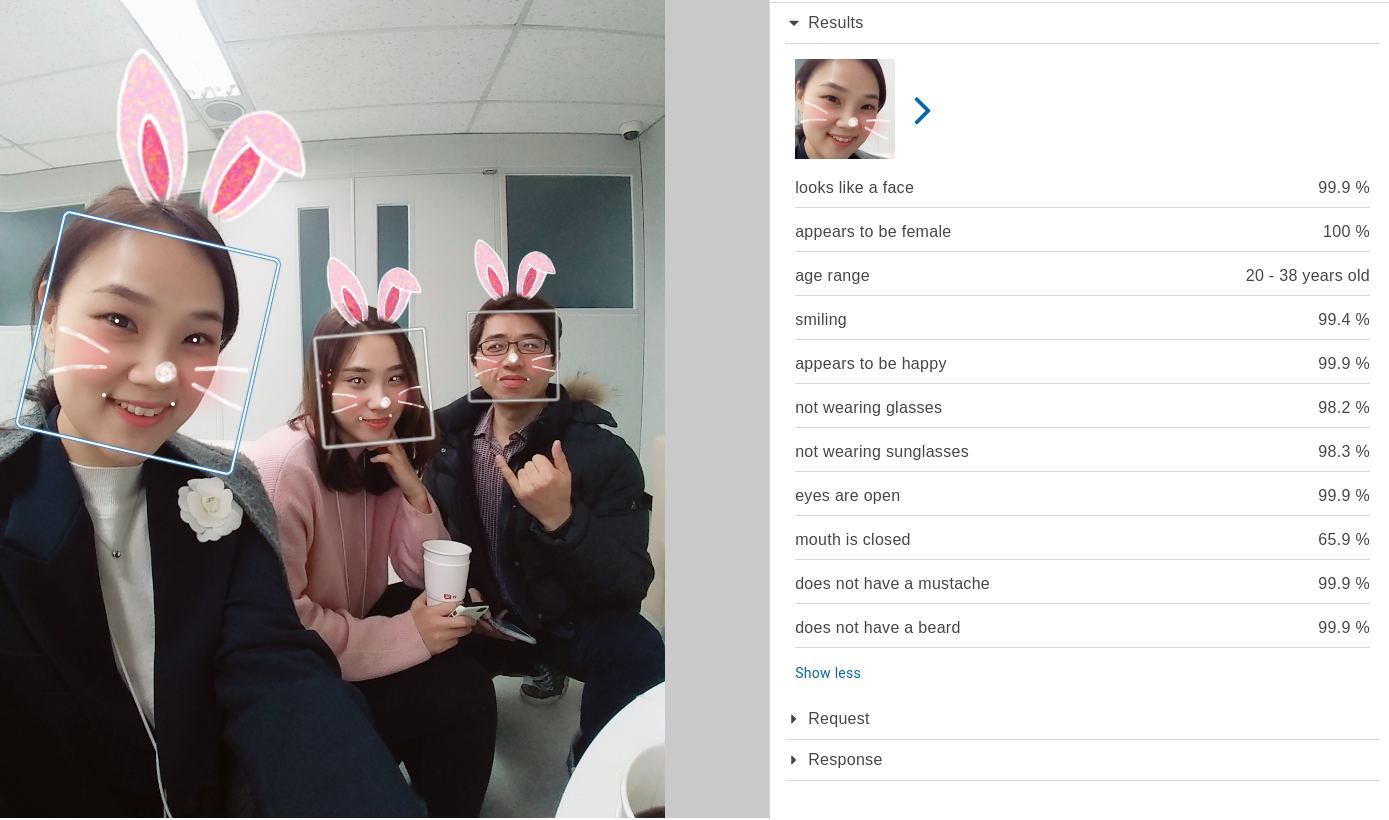 Results
looks like a face 99.9 %
appears to be female 100 %
age range 20 - 38 years old
smiling 99.4 %
appears to be happy 99.9 %
not wearing glasses 98.2 %
not wearing sunglasses 98.3 %
eyes are open 99.9 %
mouth is closed 65.9 %
does not have a mustache 99.9 %
does not have a beard 99.9 %
Show less
Request
Response